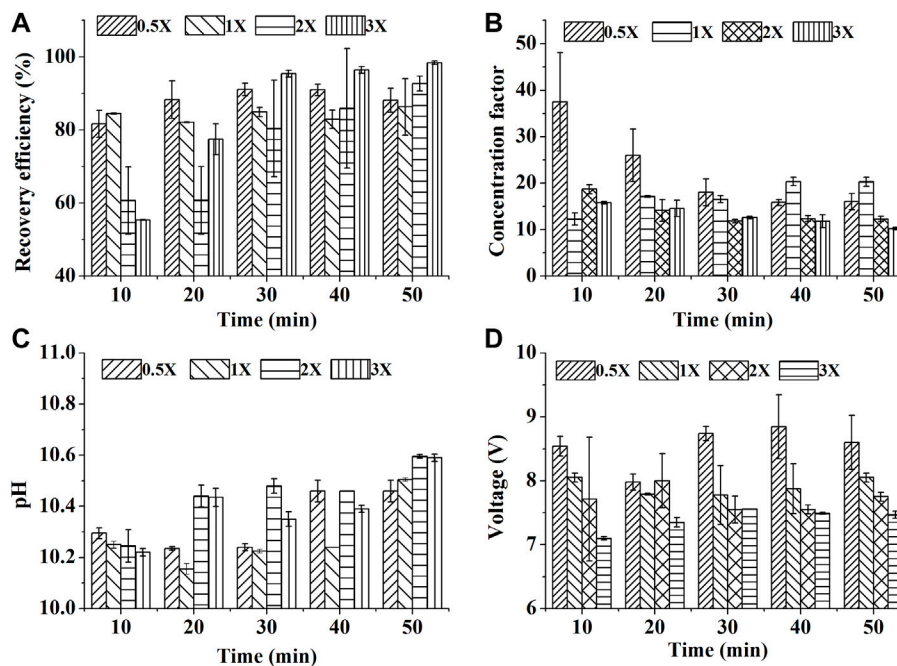 A
0.5X 1X 2X 3X
Recovery efficiency (%)
100
80
60
40
10 20 30 40 50
Time (min)
B
0.5X 1X 2X 3X
Concentration factor
50
40
30
20
10
0
10 20 30 40 50
Time (min)
C
0.5X 1X 2X 3X
pH
11.0
10.8
10.6
10.4
10.2
10.0
10 20 30 40 50
Time (min)
D
0.5X 1X 2X 3X
Voltage (V)
10
9
8
7
6
10 20 30 40 50
Time (min)